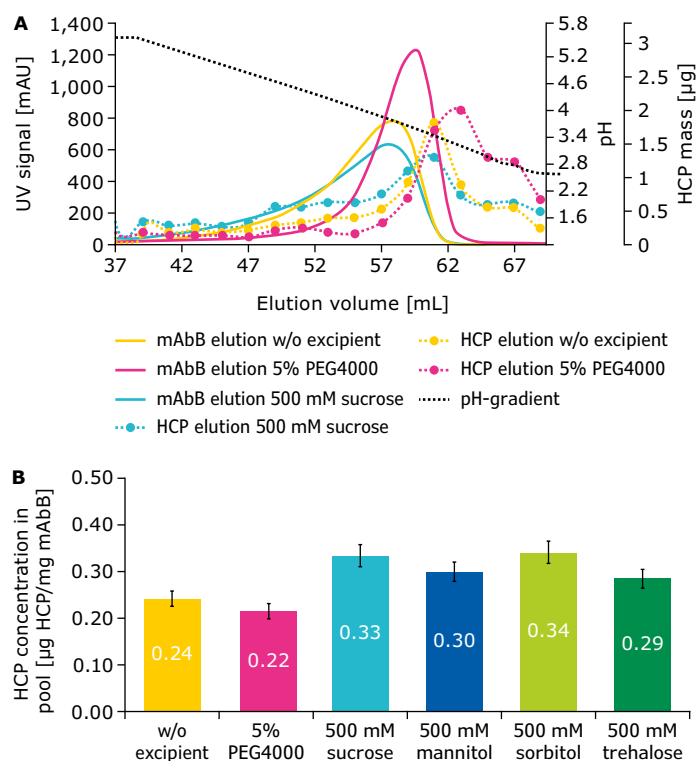 A
UV signal [mAU]
1,400
1,200
1,000
800
600
400
200
0
37
42
47
52
57
62
67
Elution volume [mL]
5.8
5.2
4.6
4
3.4
2.8
2.2
1.6
pH
3
2.5
2
1.5
1
0.5
0
HCP mass [µg]
mAbB elution w/o excipient
mAbB elution 5% PEG4000
mAbB elution 500 mM sucrose
HCP elution 500 mM sucrose
HCP elution w/o excipient
HCP elution 5% PEG4000
pH-gradient
B
HCP concentration in
pool [µg HCP/mg mAbB]
0.50
0.40
0.30
0.20
0.10
0.00
0.24
0.22
0.33
0.30
0.34
0.29
w/o
excipient
5%
PEG4000
500 mM
sucrose
500 mM
mannitol
500 mM
sorbitol
500 mM
trehalose